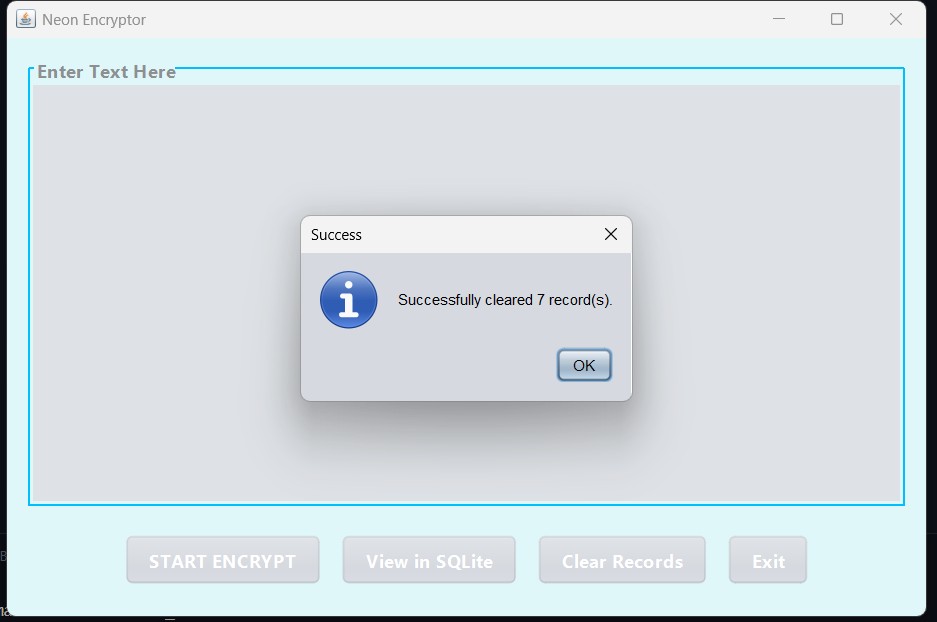 Neon Encryptor
Enter Text Here
Success
Successfully cleared 7 record(s).
OK
START ENCRYPT
View in SQLite
Clear Records
Exit